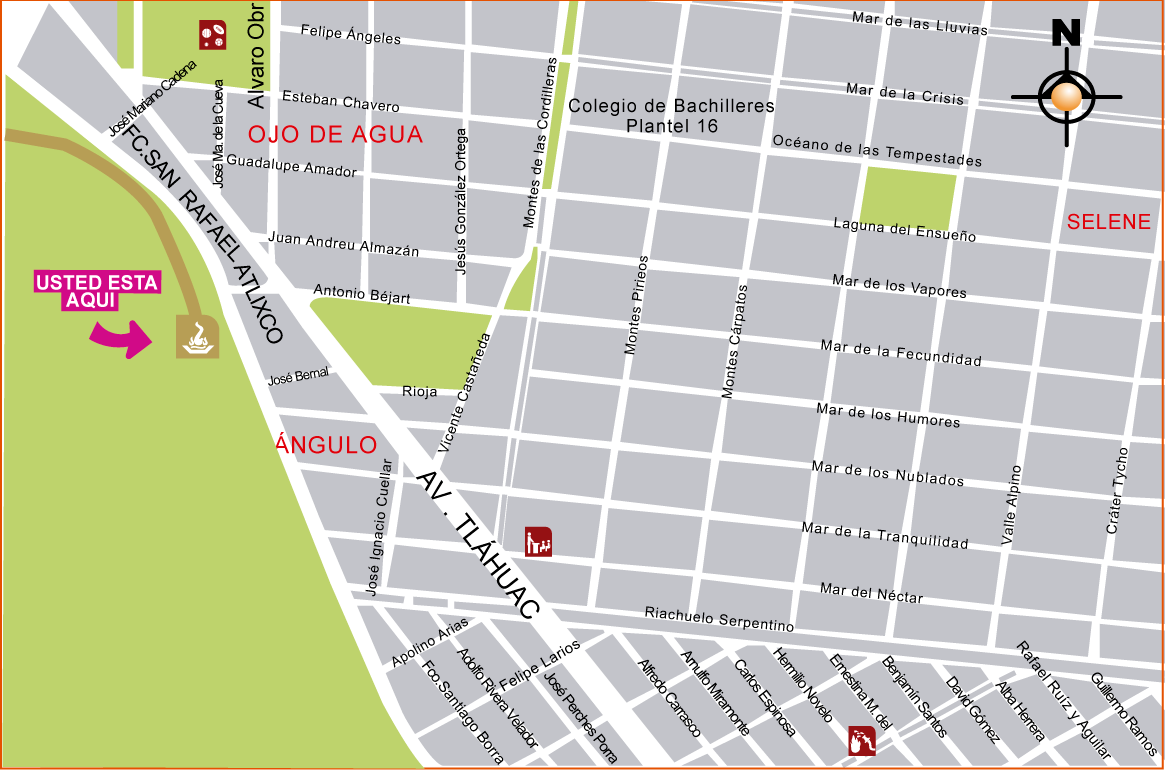 Mar de las Lluvias
Felipe Ángeles
Alvaro Obr
N
José Mariano Cadena
José Ma. de la Cueva
Esteban Chavero
Montes de las Cordilleras
Colegio de Bachilleres
Plantel 16
Mar de la Crisis
OJO DE AGUA
Océano de las Tempestades
Guadalupe Amador
Jesús González Ortega
FC.SAN RAFAEL ATLIXCO
Laguna del Ensueño
SELENE
Juan Andreu Almazán
USTED ESTA
AQUI
Antonio Béjart
Montes Pirieos
Montes Cárpatos
Mar de los Vapores
Mar de la Fecundidad
José Bernal
Rioja
Vicente Castañeda
Mar de los Humores
ÁNGULO
Mar de los Nublados
José Ignacio Cuellar
AV. TLÁHUAC
Valle Alpino
Cráter Tycho
Mar de la Tranquilidad
Mar del Néctar
Riachuelo Serpentino
Apolino Arias
Felipe Larios
Fco.Santiago Borra
Adolfo Rivera Velador
José Perches Porra
Alfredo Carrasco
Arnulfo Miramonte
Carlos Espinosa
Hermilio Novelo
Ernestina M. del
Benjamín Santos
David Gómez
Alba Herrera
Rafael Ruiz y Aguilar
Guillermo Ramos